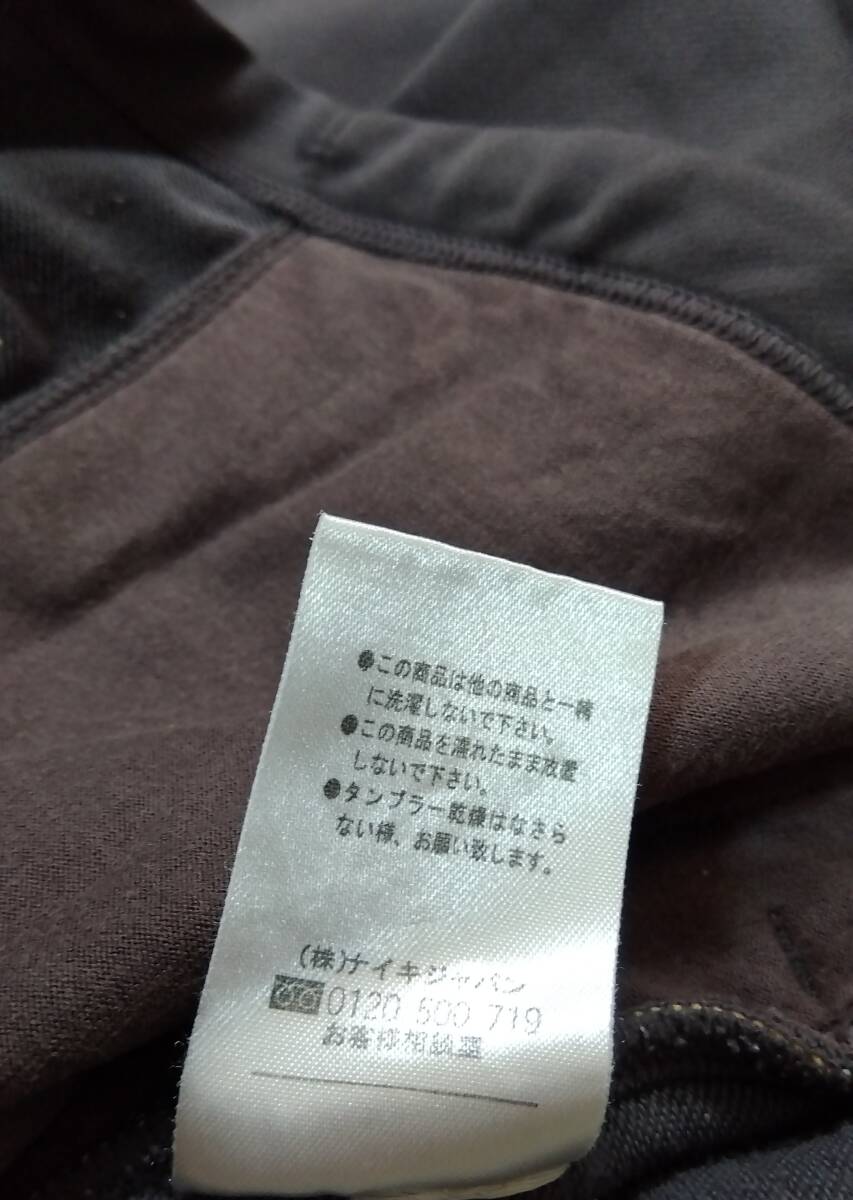 ●この商品は他の商品と一緒
に洗濯しないで下さい。
●この商品を濡れたまま放置
しないで下さい。
●タンブラー乾燥はなさら
ない様、お願い致します。
(株)ナイキジャパン
0120 500 719
お客様相談室